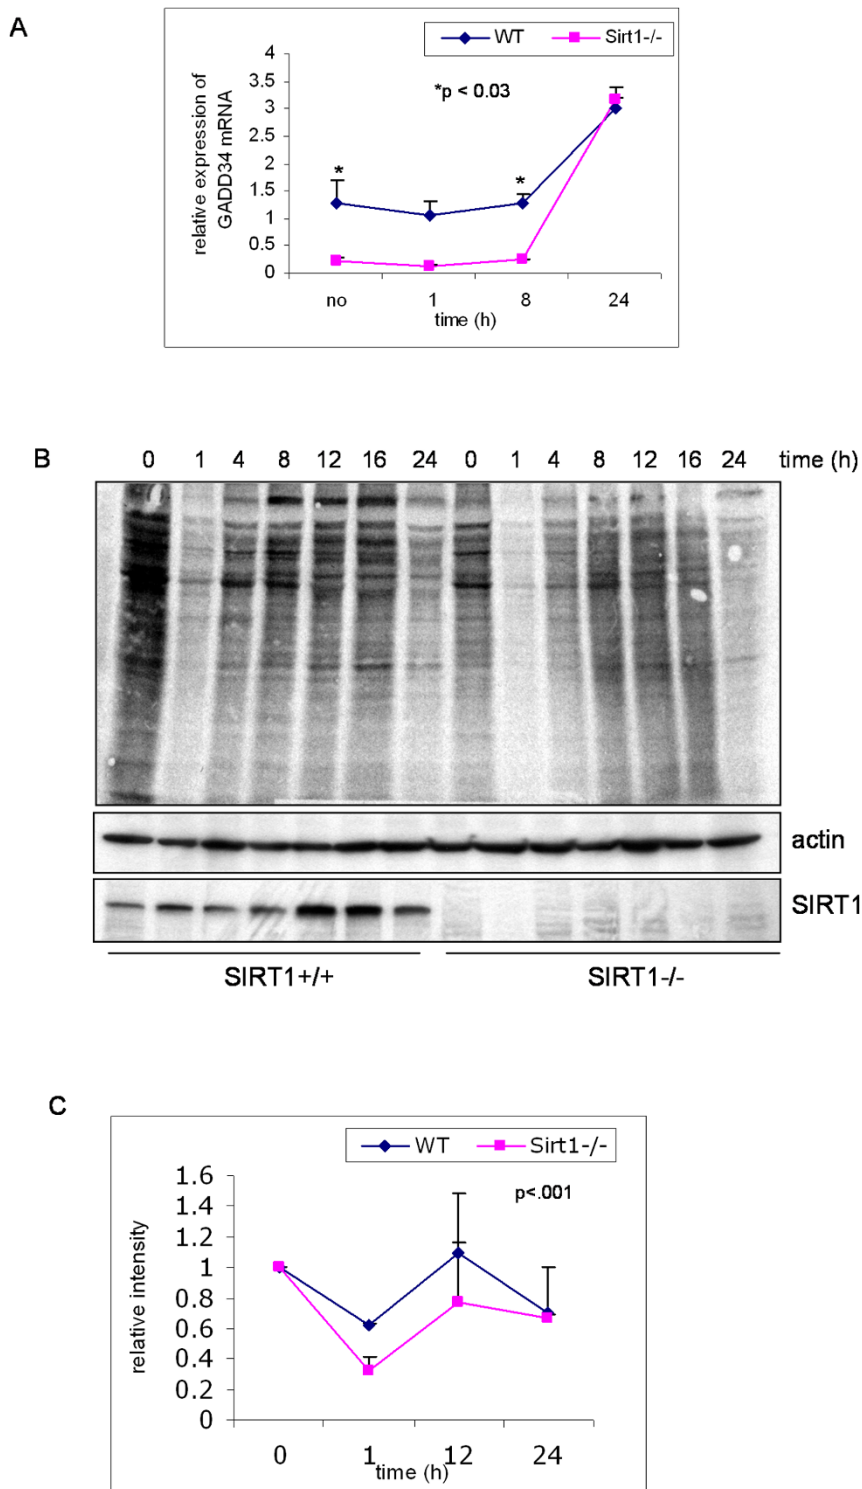 A
WT Sirt1-/-
*p < 0.03
relative expression of
GADD34 mRNA
4
3.5
3
2.5
2
1.5
1
0.5
0
*
*
no 1 8 24
time (h)
B
0 1 4 8 12 16 24 0 1 4 8 12 16 24 time (h)
actin
SIRT1
SIRT1+/+ SIRT1-/-
C
WT Sirt1-/-
p<.001
relative intensity
1.6
1.4
1.2
1
0.8
0.6
0.4
0.2
0
0 1 12 24
time (h)